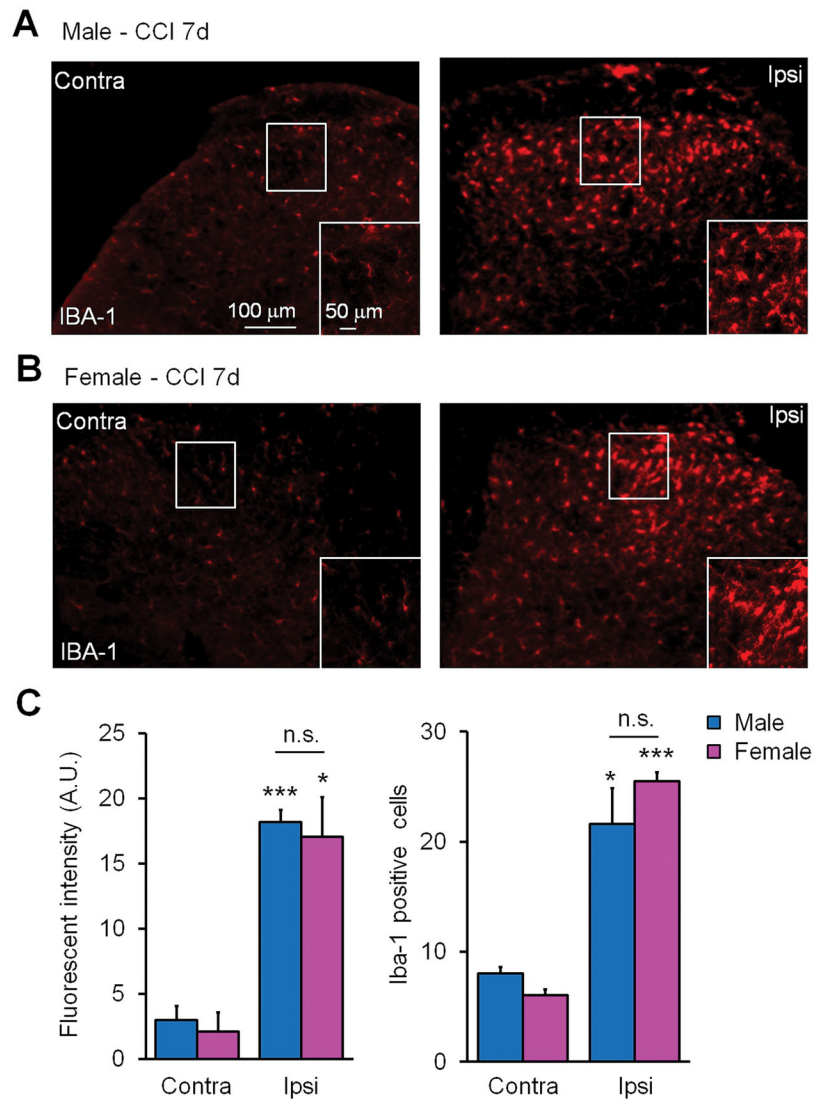 A Male - CCI 7d
Contra
Ipsi
IBA-1
100 μm
50 μm
B Female - CCI 7d
Contra
Ipsi
IBA-1
C
Fluorescent intensity (A.U.)
25
20
15
10
5
0
n.s.
***
*
Contra
Ipsi
Iba-1 positive cells
30
20
10
0
n.s.
*
***
Contra
Ipsi
Male
Female